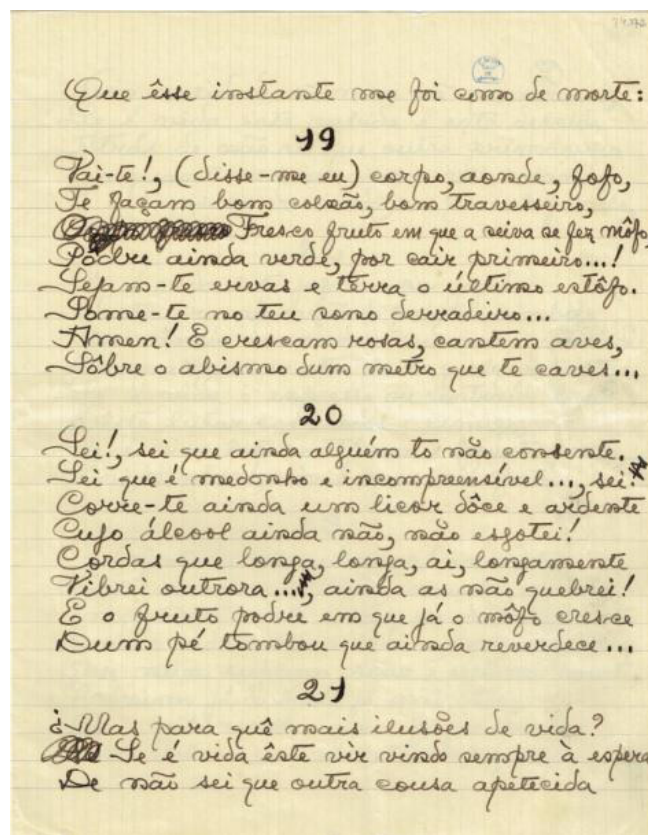 Que êsse instante me foi como de morte:
19
Vai-te!, (disse-me eu) corpo, aonde, fofo,
Te façam bom colxão, bom travesseiro,
Fresco fruto em que a seiva se fez môfo,
Pôdre ainda verde, por cair primeiro...!
Sejam-te ervas e terra o último estôfo.
Some-te no teu sono derradeiro...
Amen! E cresçam rosas, cantem aves,
Sôbre o abismo dum metro que te caves...
20
Sei!, sei que ainda alguém to não consente.
Sei que é medonho e incompreensível..., sei!
Corre-te ainda um licor dôce e ardente
Cujo álcool ainda não, não esgotei!
Cordas que longa, longa, ai, longamente
Vibrei outrora..., ainda as não quebrei!
E o fruto podre em que já o môfo cresce
Dum pé tombou que ainda reverdece...
21
¿Mas para quê mais ilusões de vida?
Se é vida êste vir vindo sempre à espera
De não sei que outra cousa apetecida